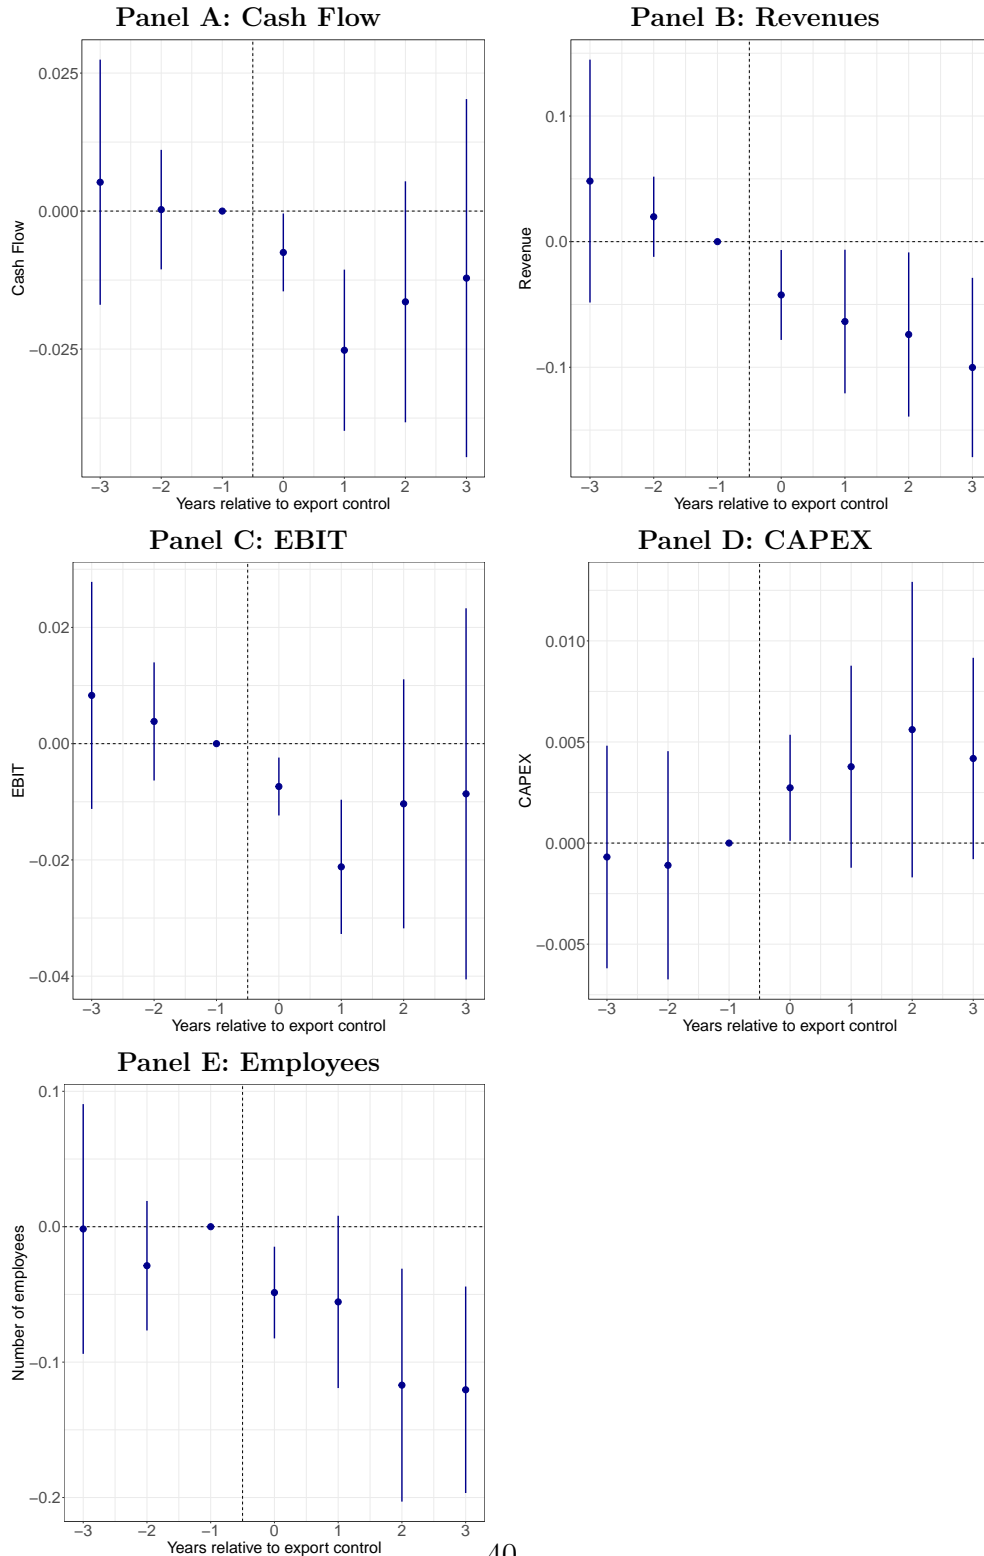 Panel A: Cash Flow
0.025
0.000
−0.025
Cash Flow
−3 −2 −1 0 1 2 3
Years relative to export control
Panel B: Revenues
0.1
0.0
−0.1
Revenue
−3 −2 −1 0 1 2 3
Years relative to export control
Panel C: EBIT
0.02
0.00
−0.02
−0.04
EBIT
−3 −2 −1 0 1 2 3
Years relative to export control
Panel D: CAPEX
0.010
0.005
0.000
−0.005
CAPEX
−3 −2 −1 0 1 2 3
Years relative to export control
Panel E: Employees
0.1
0.0
−0.1
−0.2
Number of employees
−3 −2 −1 0 1 2 3
Years relative to export control
40